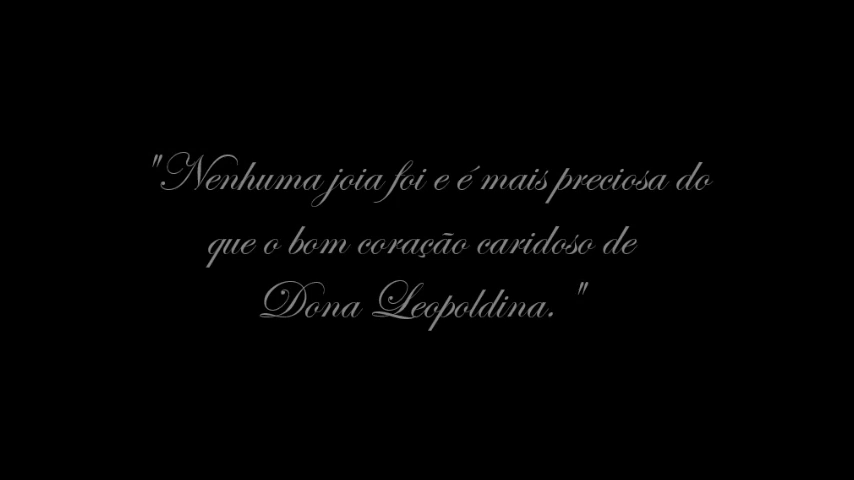 "Nenhuma joia foi e é mais preciosa do
que o bom coração caridoso de
Dona Leopoldina. "